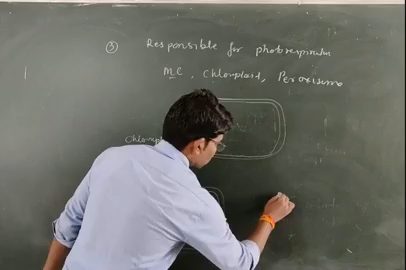 ③ Responsible for photorespiration
MC, Chloroplast, Peroxisome